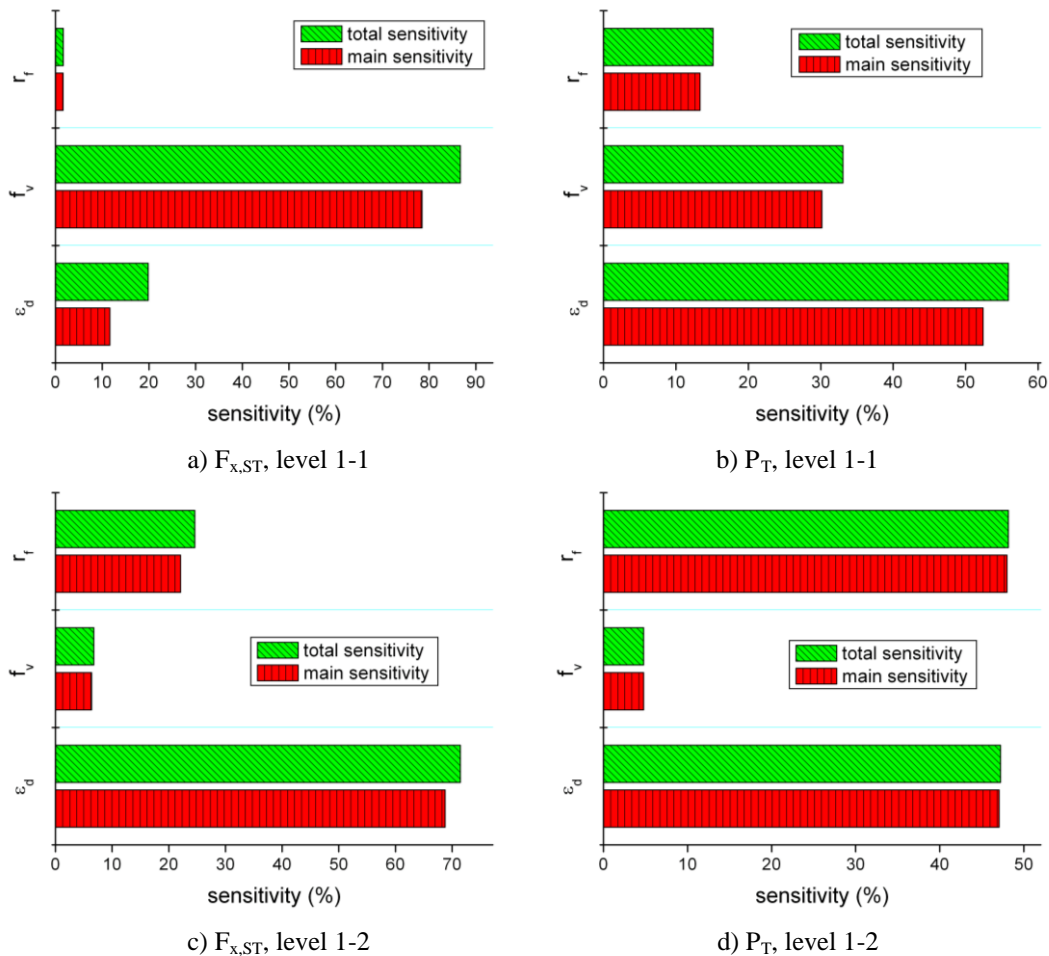 total sensitivity
main sensitivity
r_f
f_v
ε_d
0 10 20 30 40 50 60 70 80 90
sensitivity (%)
a) F_x,ST, level 1-1
total sensitivity
main sensitivity
r_f
f_v
ε_d
0 10 20 30 40 50 60
sensitivity (%)
b) P_T, level 1-1
r_f
f_v
total sensitivity
main sensitivity
ε_d
0 10 20 30 40 50 60 70
sensitivity (%)
c) F_x,ST, level 1-2
r_f
f_v
total sensitivity
main sensitivity
ε_d
0 10 20 30 40 50
sensitivity (%)
d) P_T, level 1-2